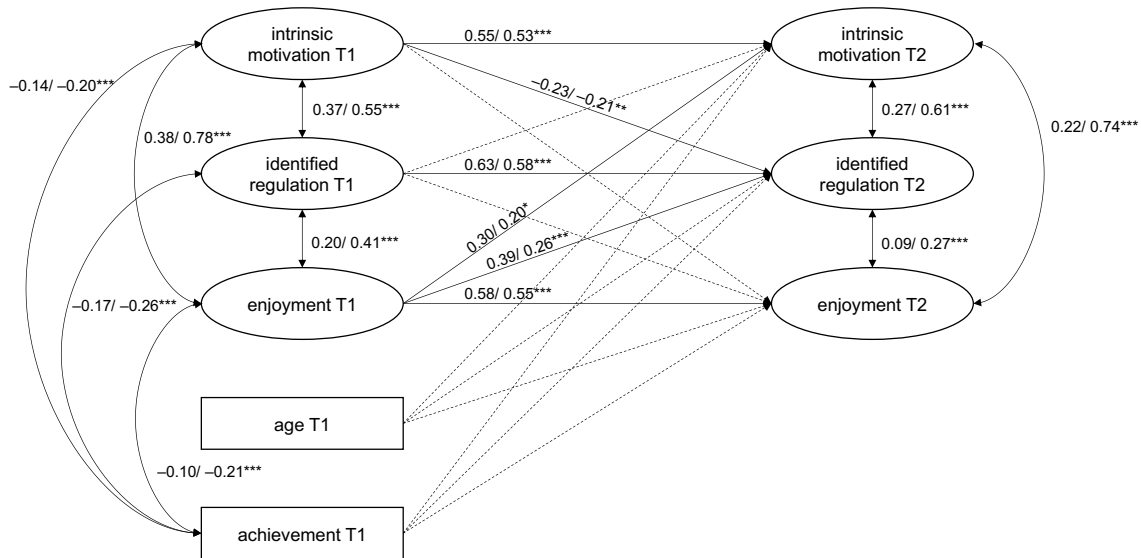 intrinsic
motivation T1
0.55/ 0.53***
intrinsic
motivation T2
–0.14/ –0.20***
–0.23/ –0.21**
0.37/ 0.55***
0.27/ 0.61***
0.38/ 0.78***
0.22/ 0.74***
identified
regulation T1
0.63/ 0.58***
identified
regulation T2
0.30/ 0.20*
0.20/ 0.41***
0.39/ 0.26***
0.09/ 0.27***
–0.17/ –0.26***
enjoyment T1
0.58/ 0.55***
enjoyment T2
age T1
–0.10/ –0.21***
achievement T1